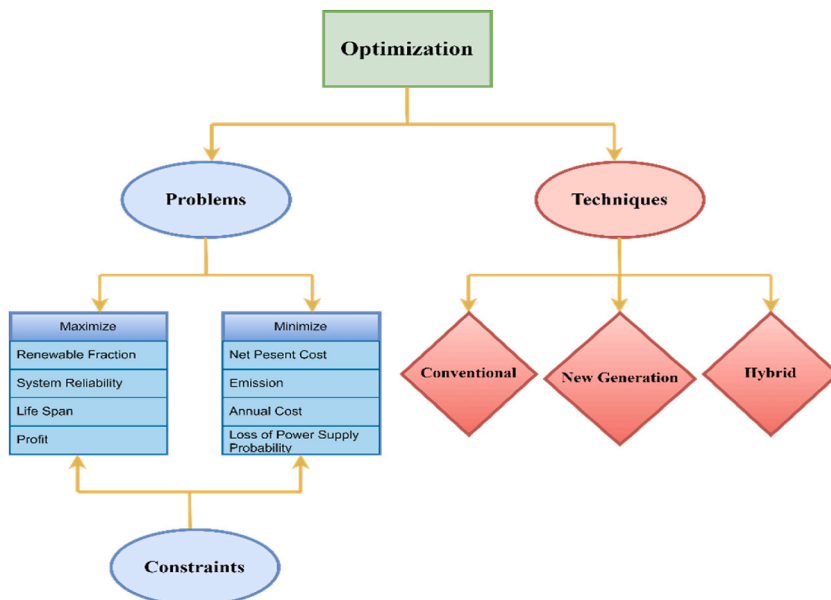 Optimization
Problems
Techniques
Maximize
Renewable Fraction
System Reliability
Life Span
Profit
Minimize
Net Pesent Cost
Emission
Annual Cost
Loss of Power Supply
Probability
Conventional
New Generation
Hybrid
Constraints